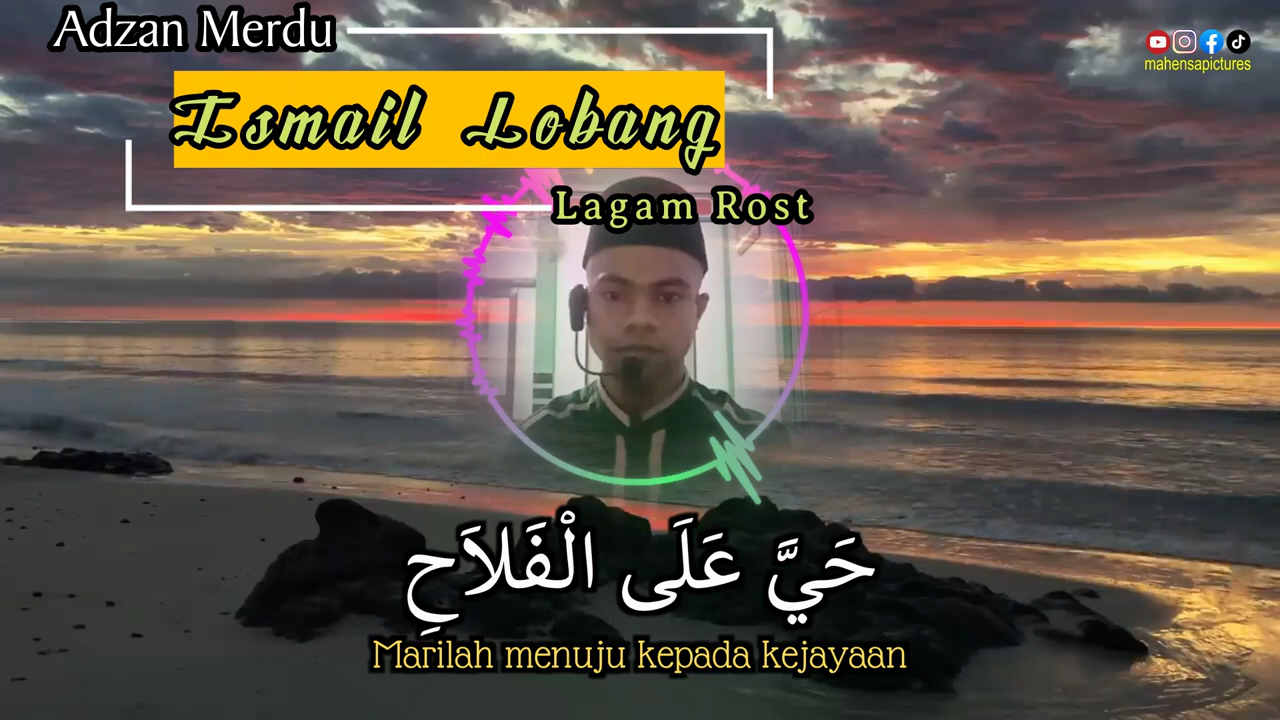 Adzan Merdu
Ismail Lobang
Lagam Rost
mahensapictures
حَيَّ عَلَى الْفَلاَحِ
Marilah menuju kepada kejayaan